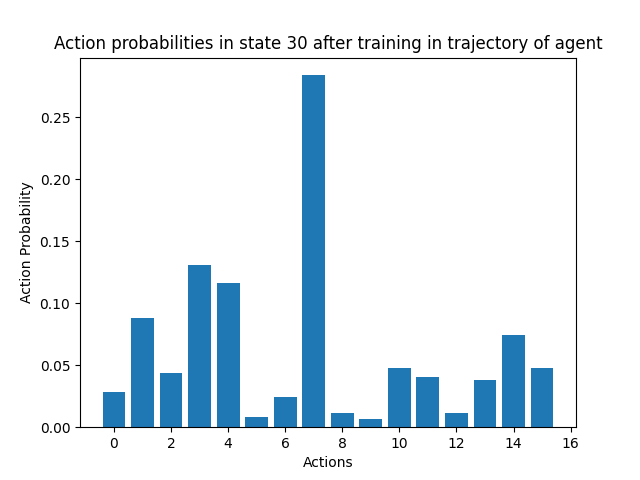 Action probabilities in state 30 after training in trajectory of agent
0.25
0.20
0.15
0.10
0.05
0.00
Action Probability
0 2 4 6 8 10 12 14 16
Actions